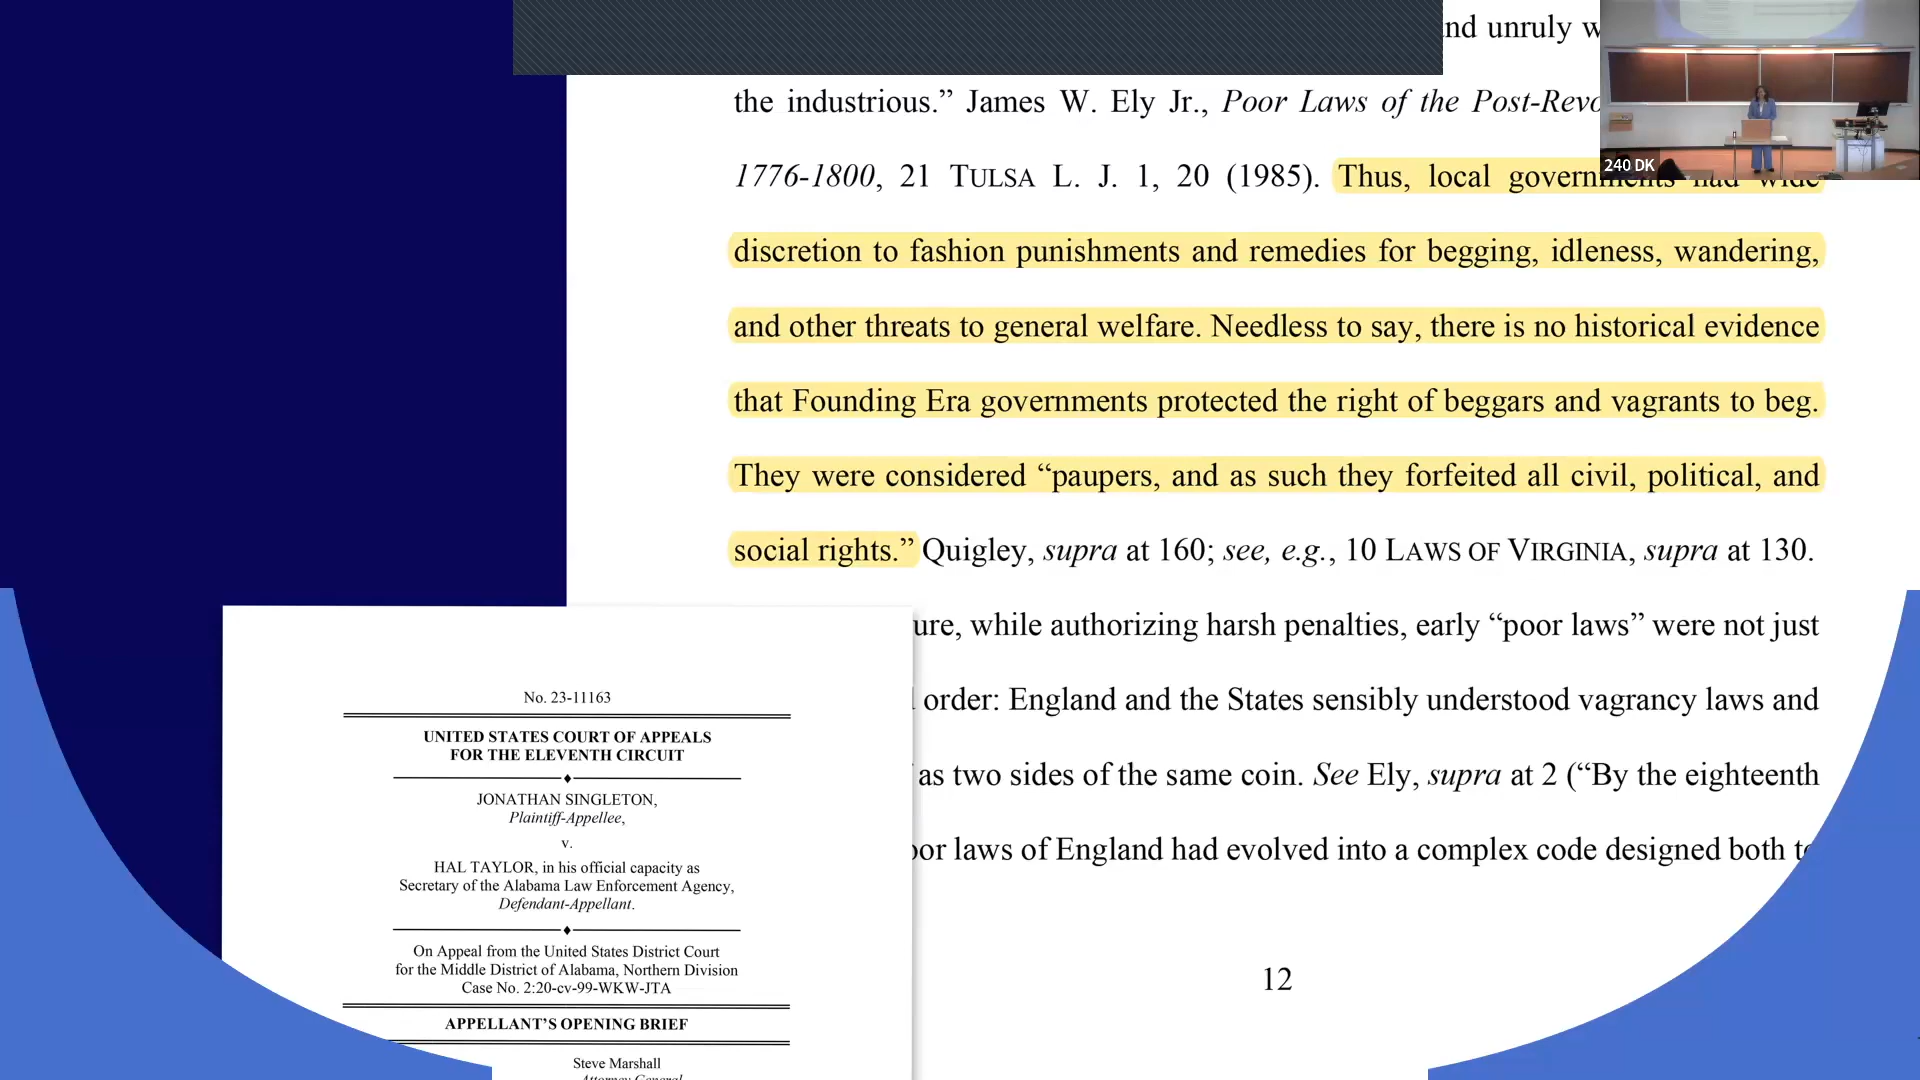 nd unruly w
the industrious.” James W. Ely Jr., Poor Laws of the Post-Revo
1776-1800, 21 TULSA L. J. 1, 20 (1985). Thus, local governments had wide
discretion to fashion punishments and remedies for begging, idleness, wandering,
and other threats to general welfare. Needless to say, there is no historical evidence
that Founding Era governments protected the right of beggars and vagrants to beg.
They were considered “paupers, and as such they forfeited all civil, political, and
social rights.” Quigley, supra at 160; see, e.g., 10 LAWS OF VIRGINIA, supra at 130.
ure, while authorizing harsh penalties, early “poor laws” were not just
order: England and the States sensibly understood vagrancy laws and
as two sides of the same coin. See Ely, supra at 2 (“By the eighteenth
oor laws of England had evolved into a complex code designed both to
12
240 DK
No. 23-11163
UNITED STATES COURT OF APPEALS
FOR THE ELEVENTH CIRCUIT
JONATHAN SINGLETON,
Plaintiff-Appellee,
v.
HAL TAYLOR, in his official capacity as
Secretary of the Alabama Law Enforcement Agency,
Defendant-Appellant.
On Appeal from the United States District Court
for the Middle District of Alabama, Northern Division
Case No. 2:20-cv-99-WKW-JTA
APPELLANT’S OPENING BRIEF
Steve Marshall
Attorney General